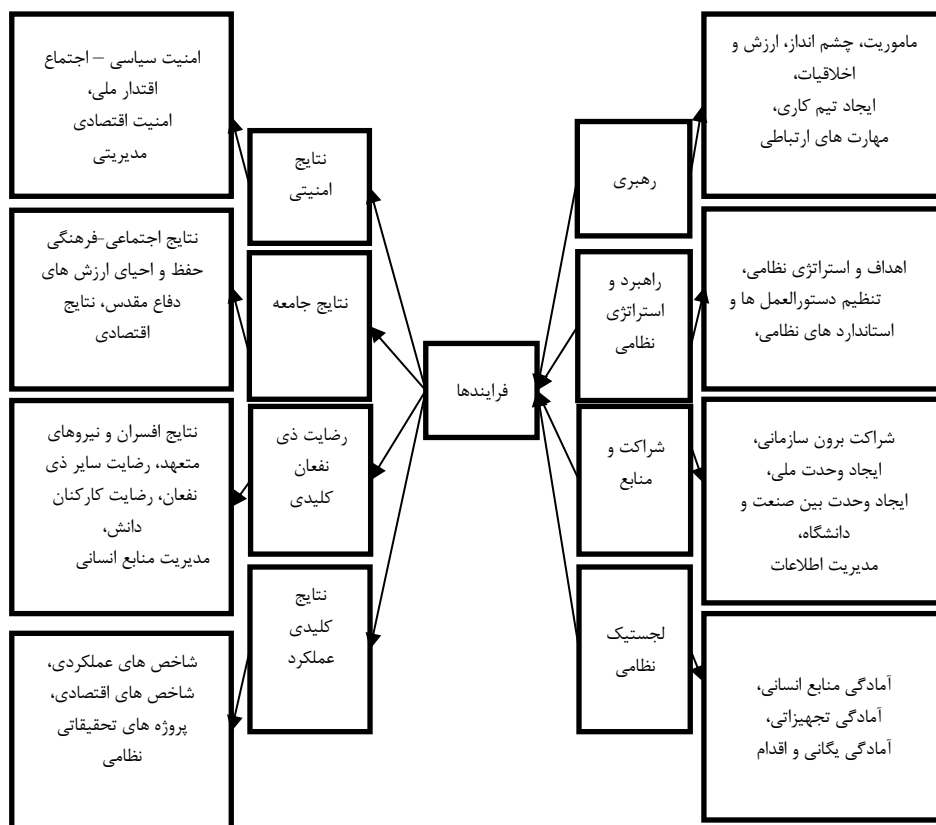 ماموریت، چشم انداز، ارزش و
اخلاقیات،
ایجاد تیم کاری،
مهارت های ارتباطی
رهبری
اهداف و استراتژی نظامی،
تنظیم دستورالعمل ها و
استاندارد های نظامی،
راهبرد و
استراتژی
نظامی
شراکت برون سازمانی،
ایجاد وحدت ملی،
ایجاد وحدت بین صنعت و
دانشگاه،
مدیریت اطلاعات
شراکت و
منابع
آمادگی منابع انسانی،
آمادگی تجهیزاتی،
آمادگی یگانی و اقدام
لجستیک
نظامی
فرایندها
نتایج
امنیتی
امنیت سیاسی – اجتماع
اقتدار ملی،
امنیت اقتصادی
مدیریتی
نتایج جامعه
نتایج اجتماعی-فرهنگی
حفظ و احیای ارزش های
دفاع مقدس، نتایج
اقتصادی
رضایت ذی
نفعان
کلیدی
نتایج افسران و نیروهای
متعهد، رضایت سایر ذی
نفعان، رضایت کارکنان
دانش،
مدیریت منابع انسانی
نتایج
کلیدی
عملکرد
شاخص های عملکردی،
شاخص های اقتصادی،
پروژه های تحقیقاتی
نظامی